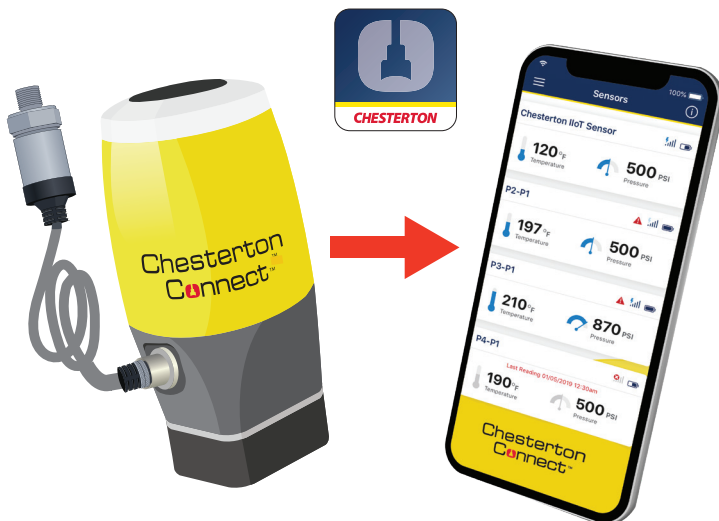 CHESTERTON
Chesterton
Connect™
100%
Sensors
Chesterton IIoT Sensor
120°F
Temperature
500 PSI
Pressure
P2-P1
197°F
Temperature
500 PSI
Pressure
P3-P1
210°F
Temperature
870 PSI
Pressure
P4-P1
Last Reading 01/05/2019 12:30am
190°F
Temperature
500 PSI
Pressure
Chesterton
Connect™